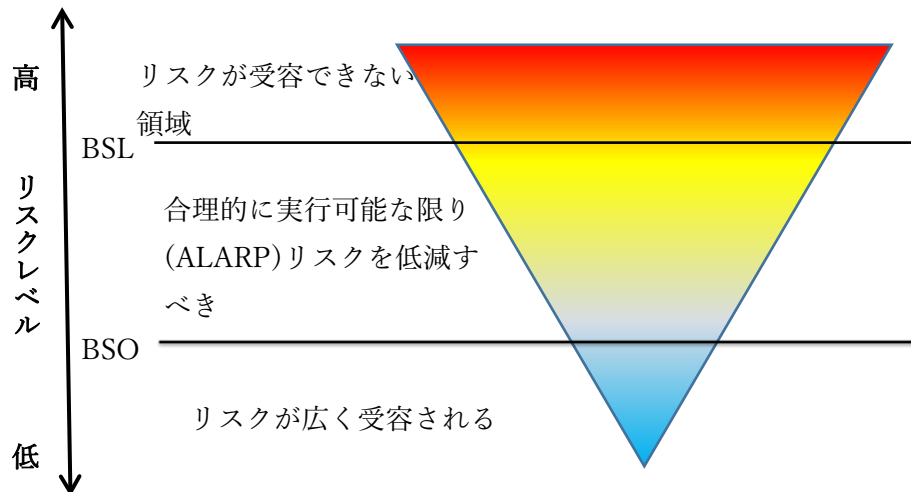 高
リスクが受容できない
領域
BSL
リスクレベル
合理的に実行可能な限り
(ALARP)リスクを低減す
べき
BSO
リスクが広く受容される
低